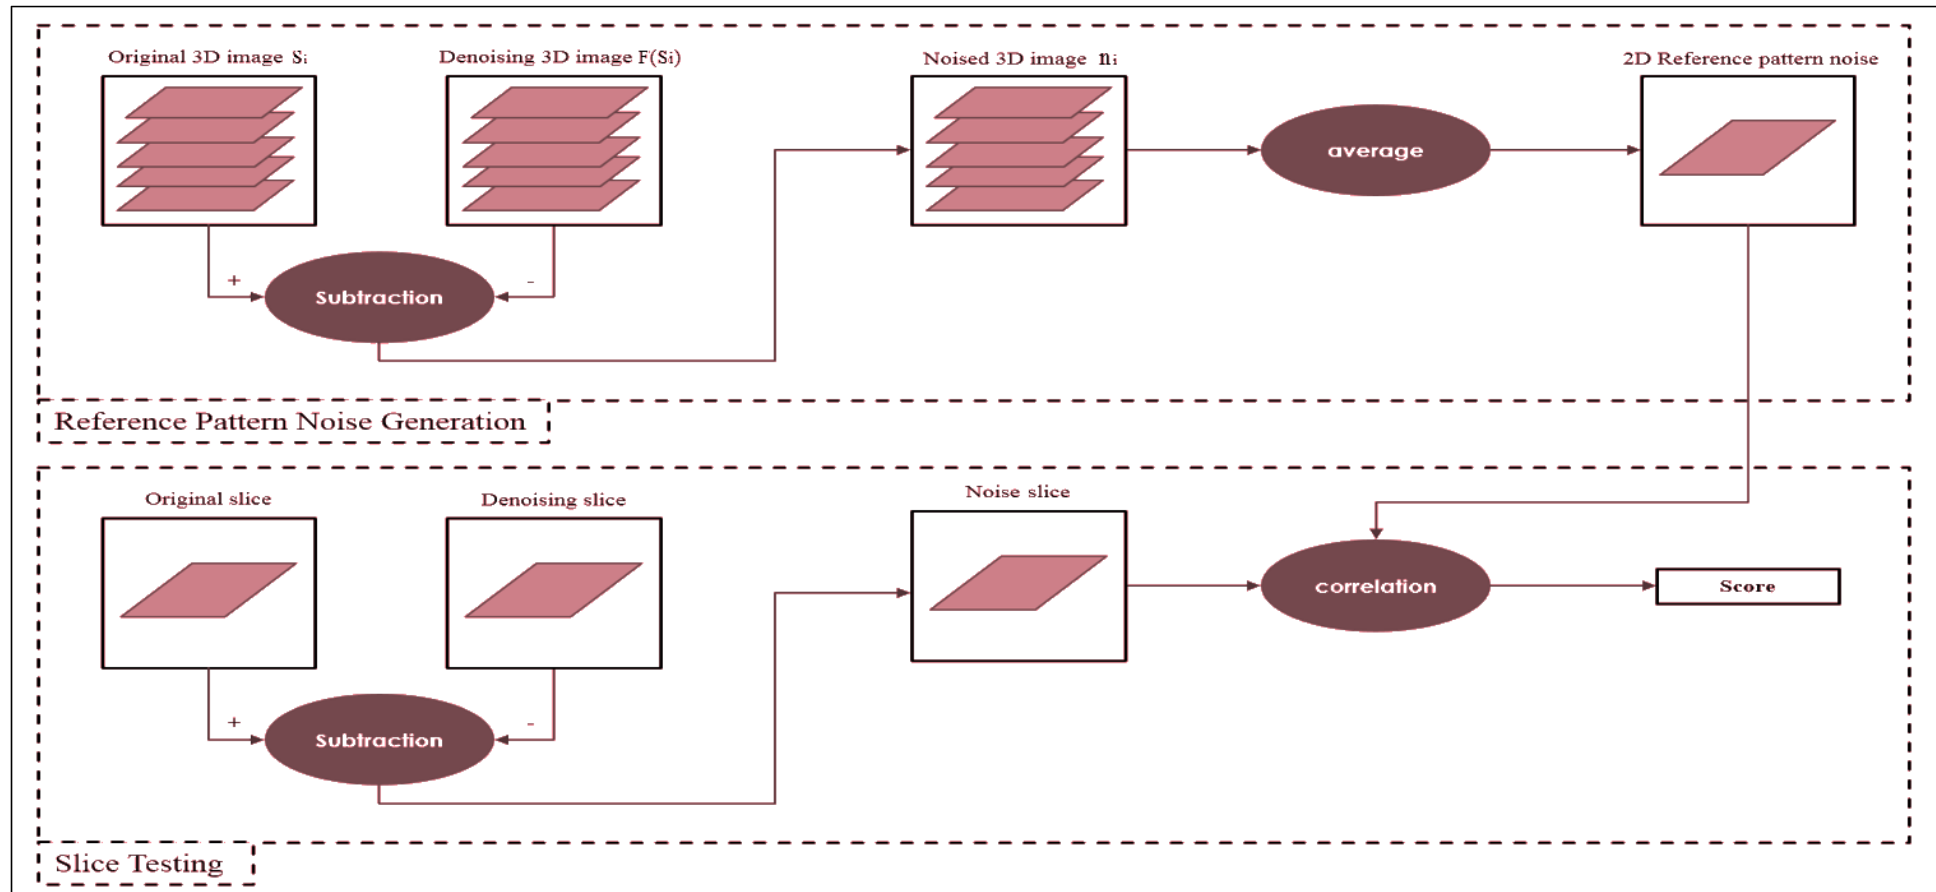 Original 3D image Si
Denoising 3D image F(Si)
Noised 3D image ni
2D Reference pattern noise
average
+
-
Subtraction
Reference Pattern Noise Generation
Original slice
Denoising slice
Noise slice
correlation
Score
+
-
Subtraction
Slice Testing